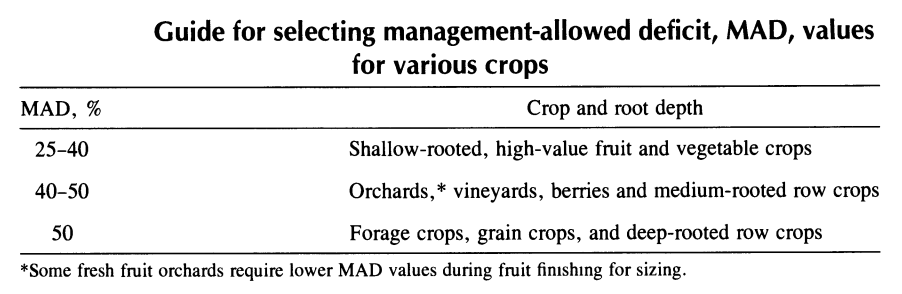 Guide for selecting management-allowed deficit, MAD, values
for various crops
MAD, % Crop and root depth
25–40 Shallow-rooted, high-value fruit and vegetable crops
40–50 Orchards,* vineyards, berries and medium-rooted row crops
50 Forage crops, grain crops, and deep-rooted row crops
*Some fresh fruit orchards require lower MAD values during fruit finishing for sizing.